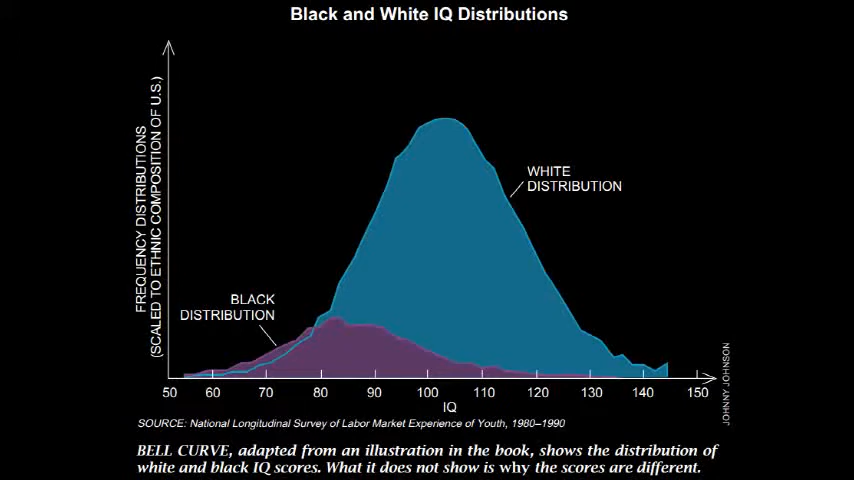 Black and White IQ Distributions
FREQUENCY DISTRIBUTIONS
(SCALED TO ETHNIC COMPOSITION OF U.S.)
WHITE
DISTRIBUTION
BLACK
DISTRIBUTION
50 60 70 80 90 100 110 120 130 140 150
IQ
JOHNNY JOHNSON
SOURCE: National Longitudinal Survey of Labor Market Experience of Youth, 1980–1990
BELL CURVE, adapted from an illustration in the book, shows the distribution of
white and black IQ scores. What it does not show is why the scores are different.